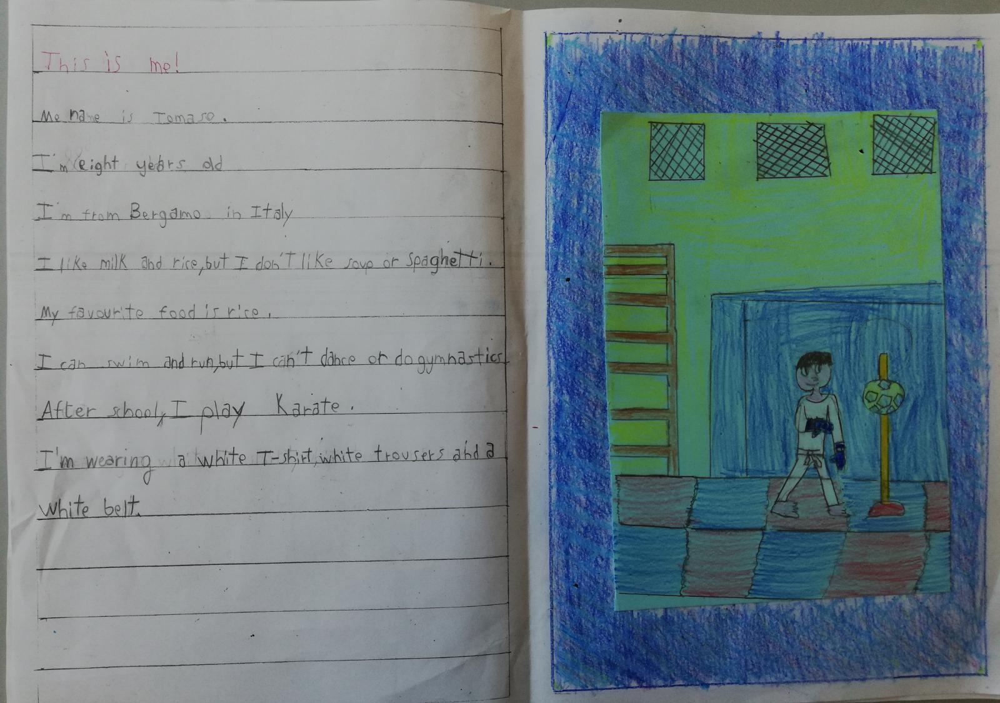 This is me!
Me name is Tomaso.
I'm eight years old
I'm from Bergamo in Italy
I like milk and rice, but I don't like soup or spaghetti.
My favourite food is rice.
I can swim and run, but I can't dance or do gymnastics
After school, I play Karate.
I'm wearing a white T-shirt, white trousers and a
white belt.